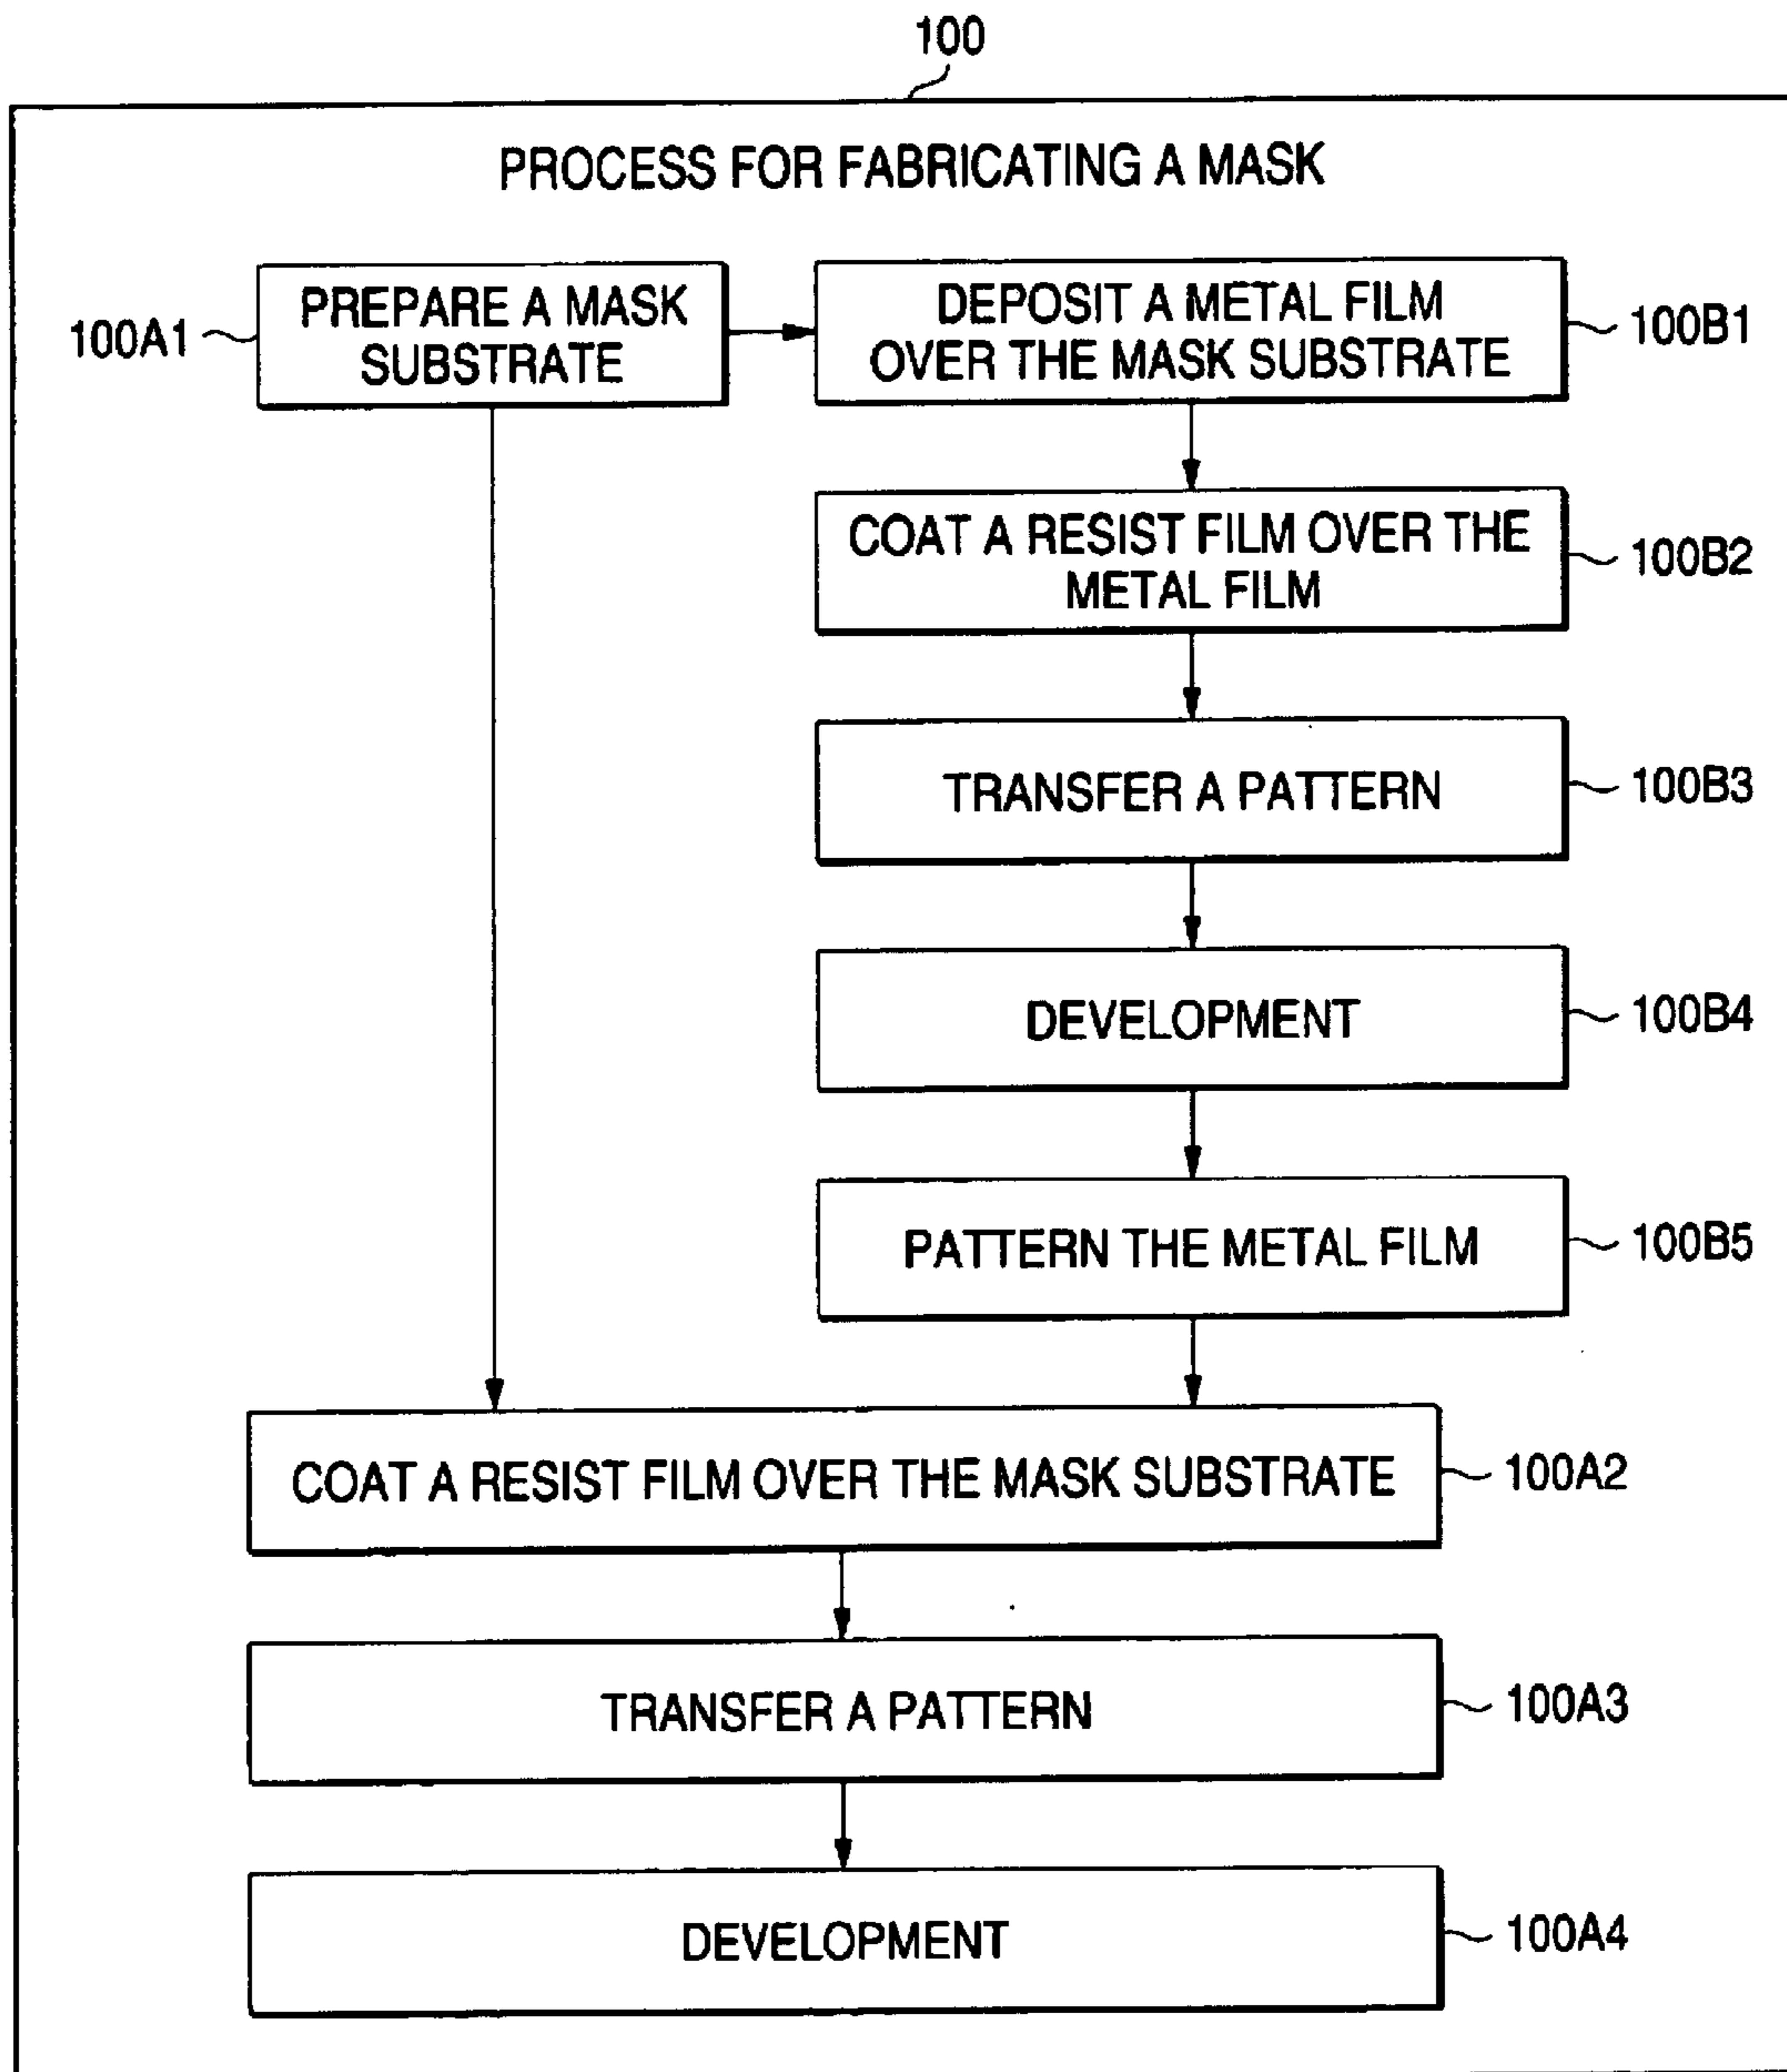 100
PROCESS FOR FABRICATING A MASK
100A1
PREPARE A MASK
SUBSTRATE
DEPOSIT A METAL FILM
OVER THE MASK SUBSTRATE
100B1
COAT A RESIST FILM OVER THE
METAL FILM
100B2
TRANSFER A PATTERN
100B3
DEVELOPMENT
100B4
PATTERN THE METAL FILM
100B5
COAT A RESIST FILM OVER THE MASK SUBSTRATE
100A2
TRANSFER A PATTERN
100A3
DEVELOPMENT
100A4